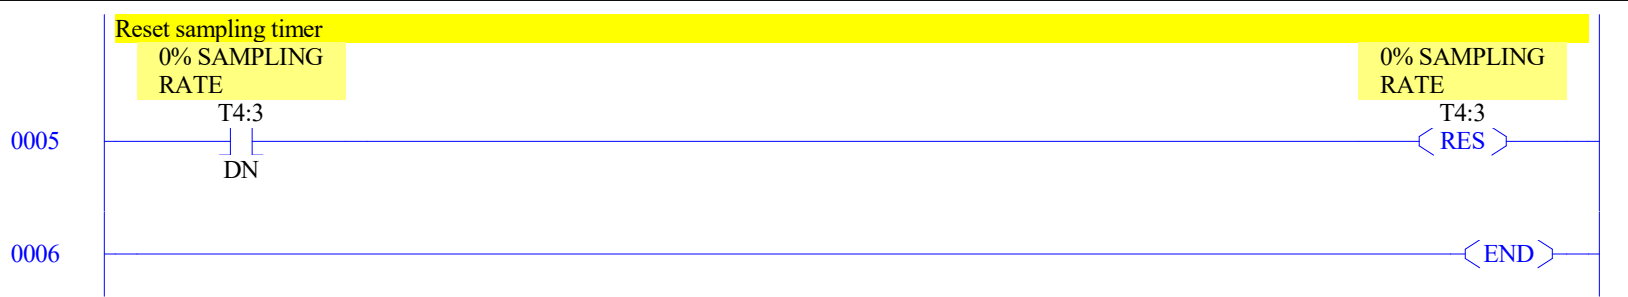 Reset sampling timer
0% SAMPLING
RATE
T4:3
DN
0% SAMPLING
RATE
T4:3
0005
RES
0006
END